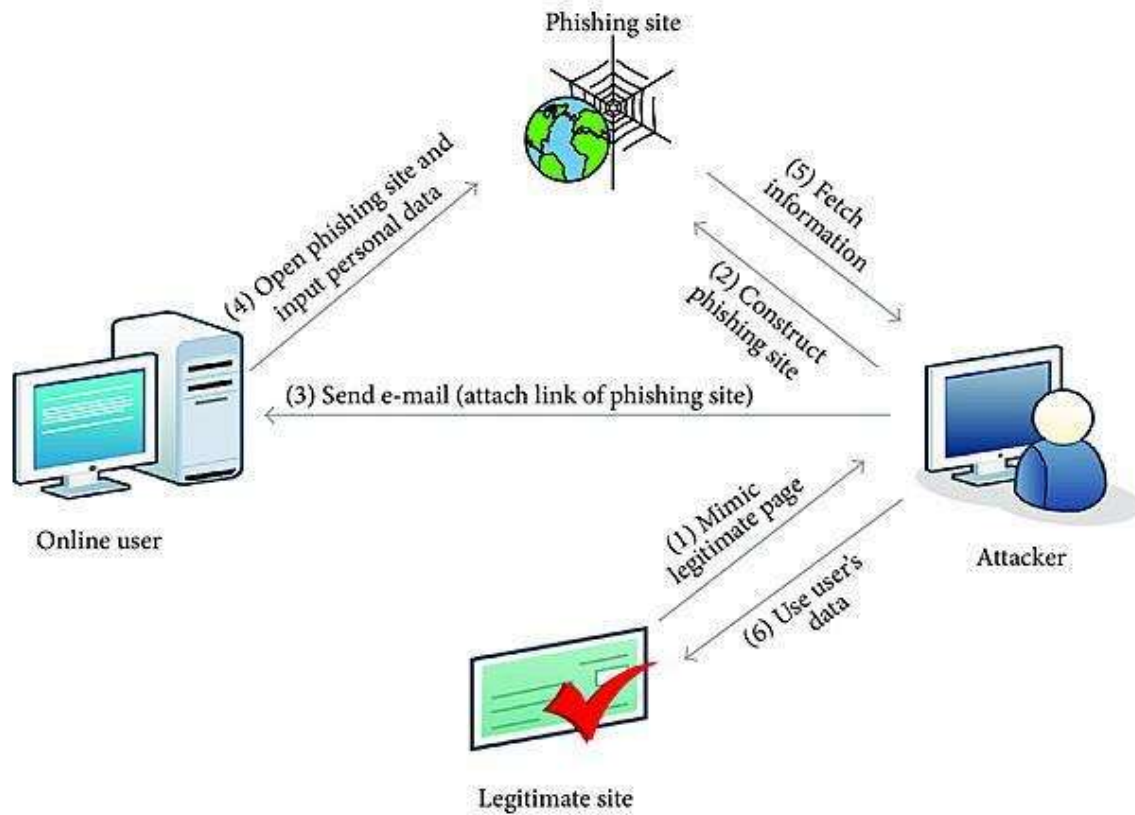 Phishing site
(4) Open phishing site and
input personal data
(5) Fetch
information
(2) Construct
phishing site
(3) Send e-mail (attach link of phishing site)
Online user
(1) Mimic
legitimate page
Attacker
(6) Use user's
data
Legitimate site